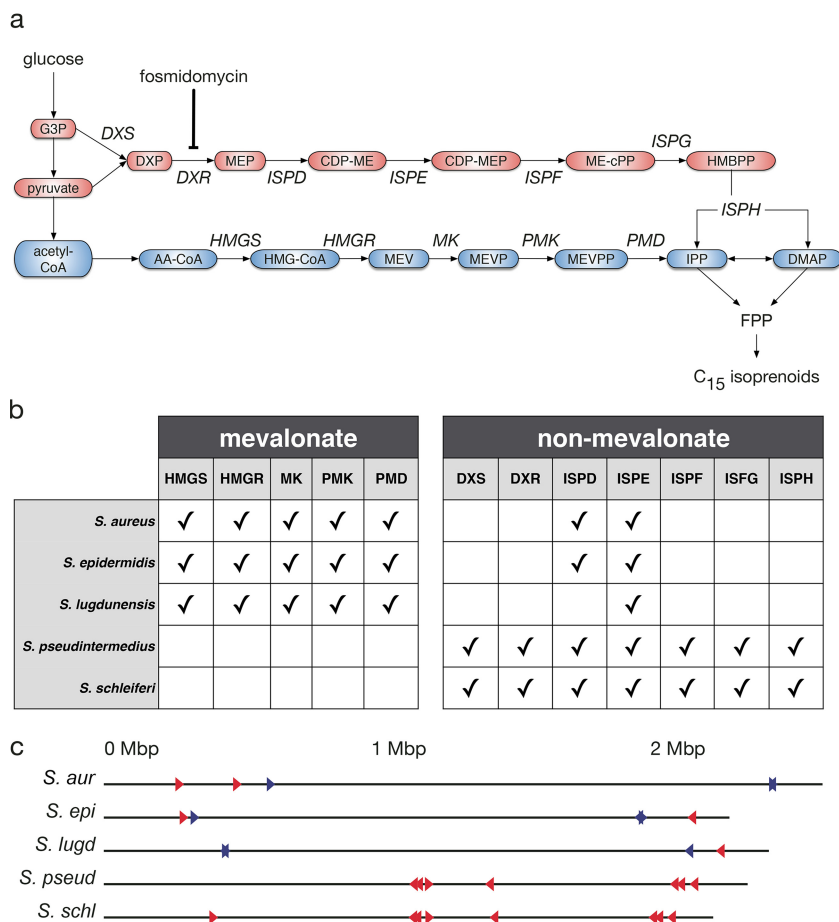 a
glucose
fosmidomycin
G3P
DXS
ISPG
DXP
MEP
CDP-ME
CDP-MEP
ME-cPP
HMBPP
DXR
ISPD
ISPE
ISPF
pyruvate
ISPH
HMGS
HMGR
MK
PMK
PMD
acetyl-
CoA
AA-CoA
HMG-CoA
MEV
MEVP
MEVPP
IPP
DMAP
FPP
C15 isoprenoids
b
mevalonate
non-mevalonate
HMGS HMGR MK PMK PMD DXS DXR ISPD ISPE ISPF ISFG ISPH
S. aureus ✓ ✓ ✓ ✓ ✓ ✓ ✓
S. epidermidis ✓ ✓ ✓ ✓ ✓ ✓ ✓
S. lugdunensis ✓ ✓ ✓ ✓ ✓ ✓
S. pseudintermedius ✓ ✓ ✓ ✓ ✓ ✓ ✓
S. schleiferi ✓ ✓ ✓ ✓ ✓ ✓ ✓
c
0 Mbp 1 Mbp 2 Mbp
S. aur
S. epi
S. lugd
S. pseud
S. schl